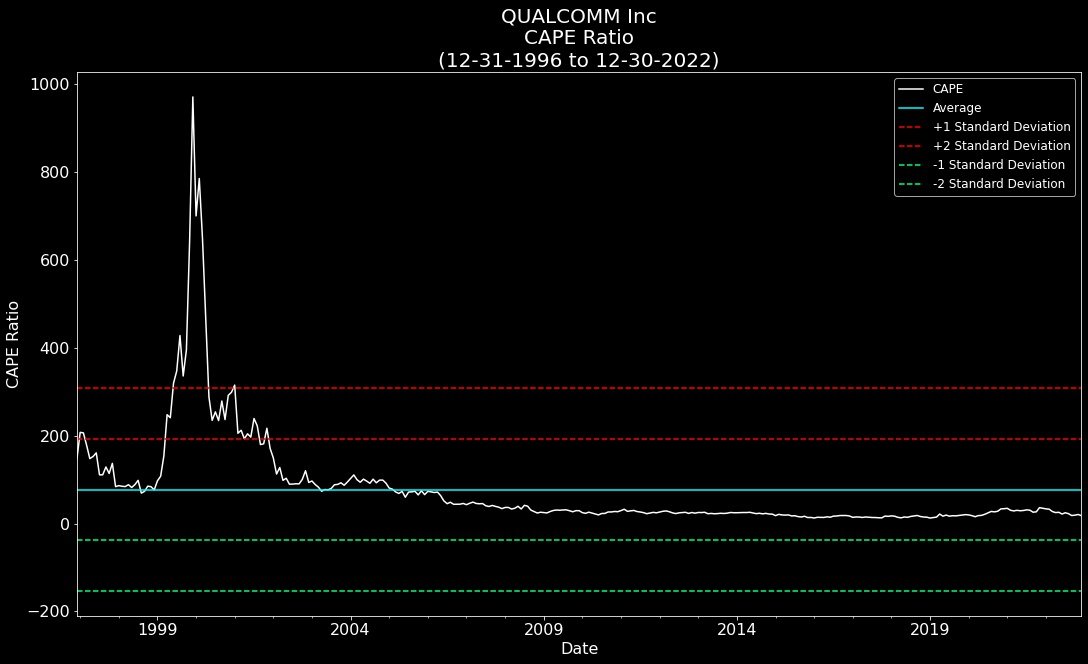 QUALCOMM Inc
CAPE Ratio
(12-31-1996 to 12-30-2022)
CAPE
Average
+1 Standard Deviation
+2 Standard Deviation
-1 Standard Deviation
-2 Standard Deviation
CAPE Ratio
1000
800
600
400
200
0
−200
1999
2004
2009
2014
2019
Date